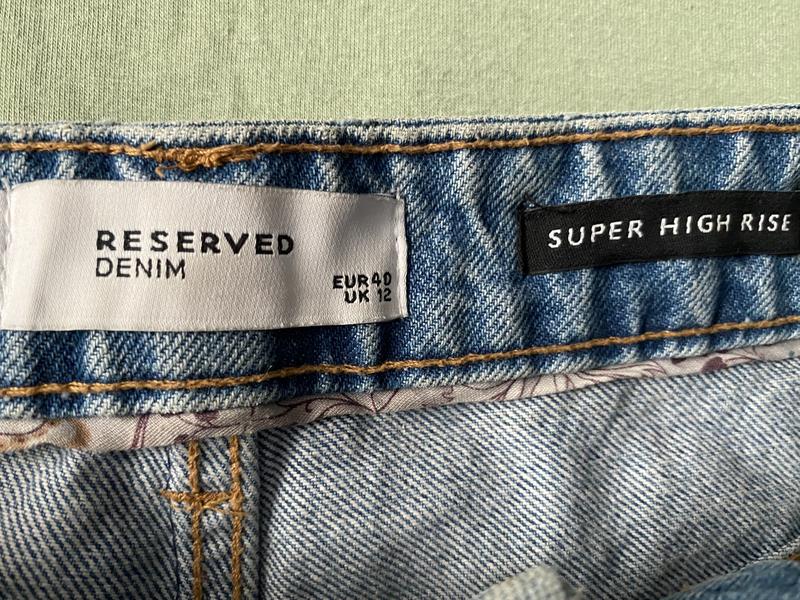 RESERVED
DENIM
EUR 40
UK 12
SUPER HIGH RISE